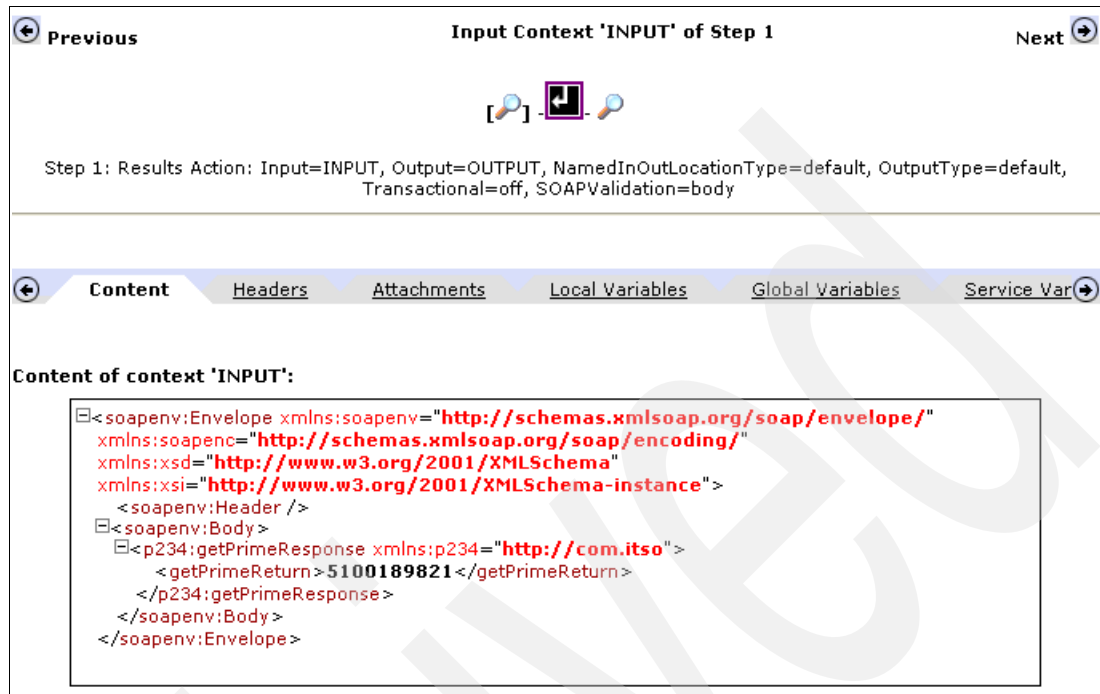 Previous Input Context 'INPUT' of Step 1 Next
[ ] - -
Step 1: Results Action: Input=INPUT, Output=OUTPUT, NamedInOutLocationType=default, OutputType=default,
Transactional=off, SOAPValidation=body
Content Headers Attachments Local Variables Global Variables Service Var
Content of context 'INPUT':
<soapenv:Envelope xmlns:soapenv="http://schemas.xmlsoap.org/soap/envelope/"
xmlns:soapenc="http://schemas.xmlsoap.org/soap/encoding/"
xmlns:xsd="http://www.w3.org/2001/XMLSchema"
xmlns:xsi="http://www.w3.org/2001/XMLSchema-instance">
<soapenv:Header />
<soapenv:Body>
<p234:getPrimeResponse xmlns:p234="http://com.itso">
<getPrimeReturn>5100189821</getPrimeReturn>
</p234:getPrimeResponse>
</soapenv:Body>
</soapenv:Envelope>